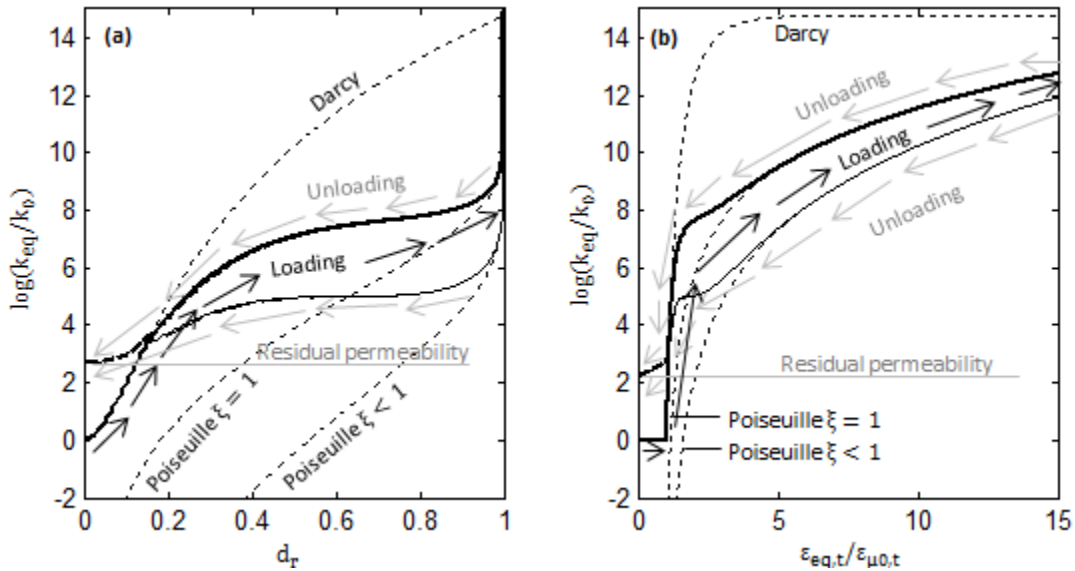 (a)
14
12
10
8
6
4
2
0
-2
log(k_eq/k_0)
0
0.2
0.4
0.6
0.8
1
d_r
Darcy
Unloading
Loading
Residual permeability
Poiseuille ξ = 1
Poiseuille ξ < 1
(b)
14
12
10
8
6
4
2
0
-2
log(k_eq/k_0)
0
5
10
15
ε_eq,t/ε_μ0,t
Darcy
Unloading
Loading
Unloading
Residual permeability
Poiseuille ξ = 1
Poiseuille ξ < 1